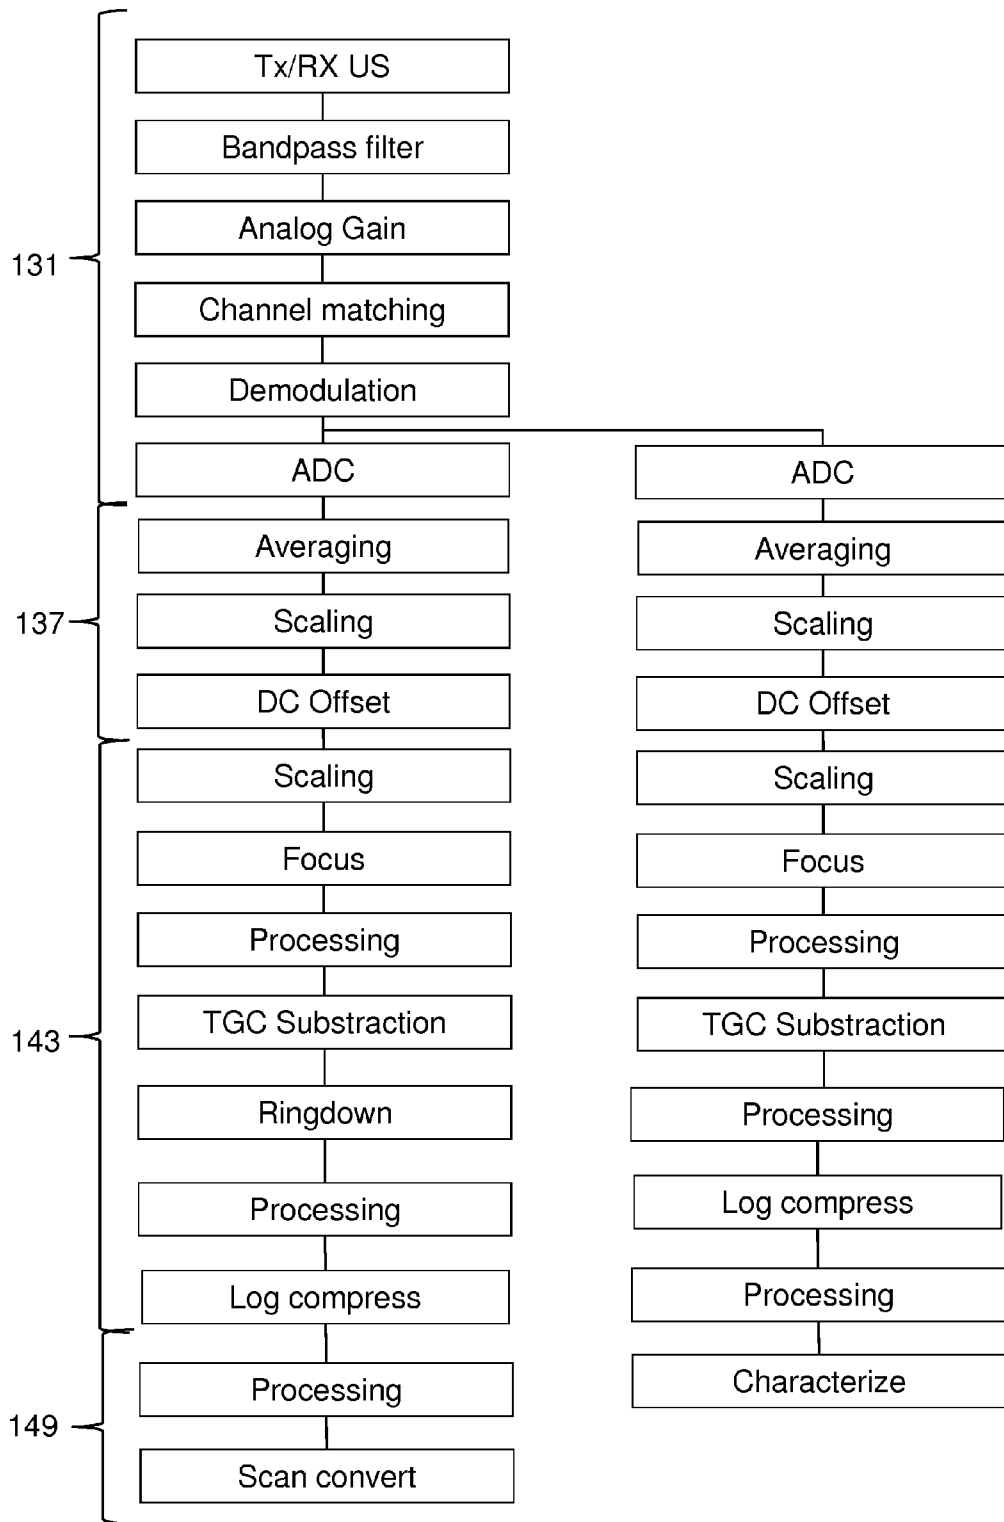 Tx/RX US
Bandpass filter
Analog Gain
131
Channel matching
Demodulation
ADC
Averaging
137
Scaling
DC Offset
Scaling
Focus
Processing
143
TGC Substraction
Ringdown
Processing
Log compress
Processing
149
Scan convert
ADC
Averaging
Scaling
DC Offset
Scaling
Focus
Processing
TGC Substraction
Processing
Log compress
Processing
Characterize